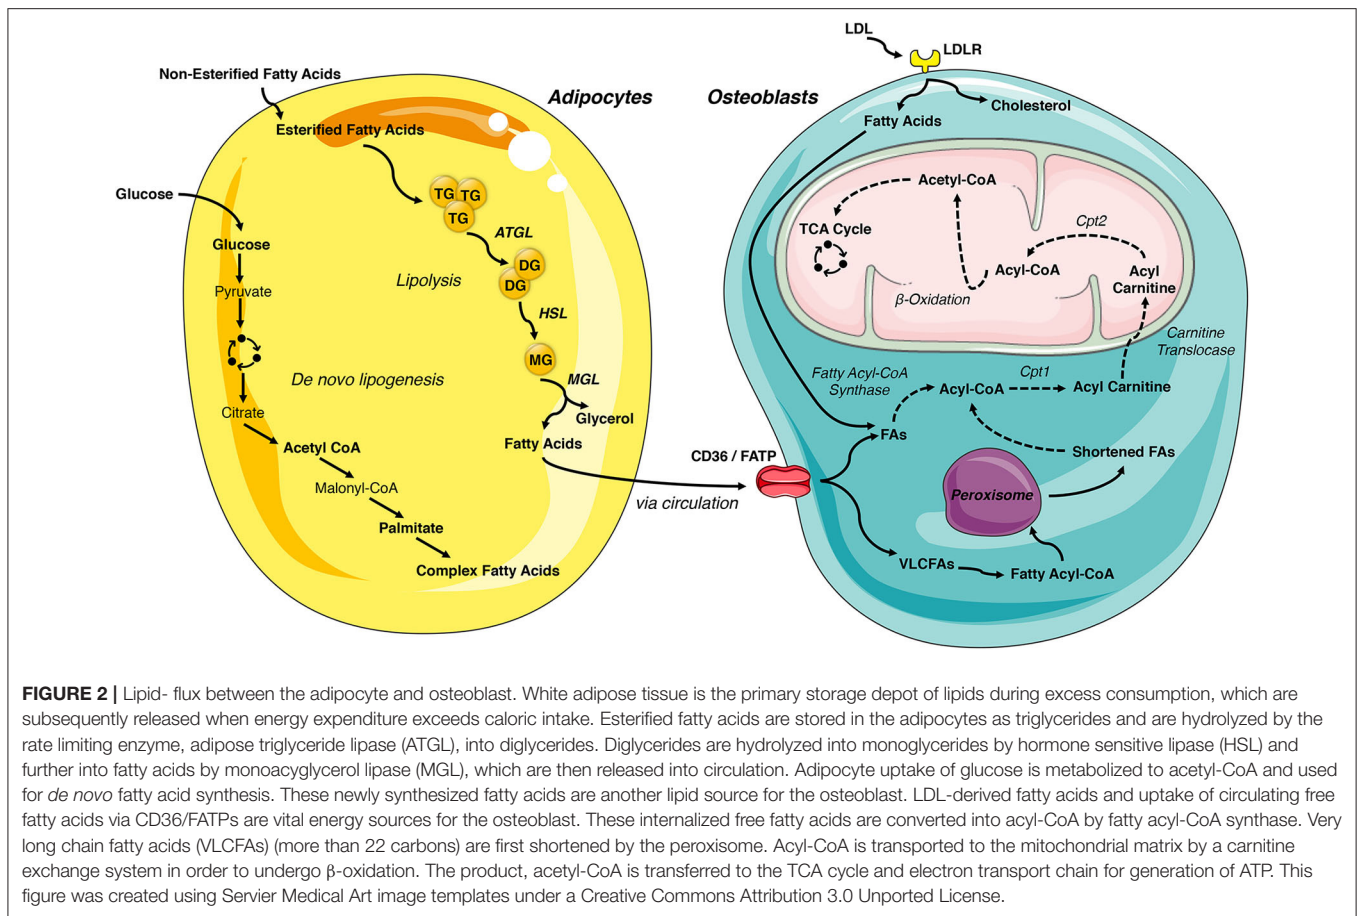 LDL
LDLR
Non-Esterified Fatty Acids
Adipocytes
Osteoblasts
Cholesterol
Fatty Acids
Esterified Fatty Acids
Glucose
Glucose
Pyruvate
Citrate
Acetyl CoA
Malonyl-CoA
Palmitate
Complex Fatty Acids
De novo lipogenesis
TG TG
TG
ATGL
Lipolysis
DG
DG
HSL
MG
MGL
Glycerol
Fatty Acids
via circulation
CD36 / FATP
Acetyl-CoA
TCA Cycle
Cpt2
Acyl-CoA
Acyl
Carnitine
β-Oxidation
Carnitine
Translocase
Fatty Acyl-CoA
Synthase
Cpt1
Acyl-CoA
Acyl Carnitine
FAs
Shortened FAs
Peroxisome
VLCFAs
Fatty Acyl-CoA
FIGURE 2 | Lipid- flux between the adipocyte and osteoblast. White adipose tissue is the primary storage depot of lipids during excess consumption, which are
subsequently released when energy expenditure exceeds caloric intake. Esterified fatty acids are stored in the adipocytes as triglycerides and are hydrolyzed by the
rate limiting enzyme, adipose triglyceride lipase (ATGL), into diglycerides. Diglycerides are hydrolyzed into monoglycerides by hormone sensitive lipase (HSL) and
further into fatty acids by monoacyglycerol lipase (MGL), which are then released into circulation. Adipocyte uptake of glucose is metabolized to acetyl-CoA and used
for de novo fatty acid synthesis. These newly synthesized fatty acids are another lipid source for the osteoblast. LDL-derived fatty acids and uptake of circulating free
fatty acids via CD36/FATPs are vital energy sources for the osteoblast. These internalized free fatty acids are converted into acyl-CoA by fatty acyl-CoA synthase. Very
long chain fatty acids (VLCFAs) (more than 22 carbons) are first shortened by the peroxisome. Acyl-CoA is transported to the mitochondrial matrix by a carnitine
exchange system in order to undergo β-oxidation. The product, acetyl-CoA is transferred to the TCA cycle and electron transport chain for generation of ATP. This
figure was created using Servier Medical Art image templates under a Creative Commons Attribution 3.0 Unported License.